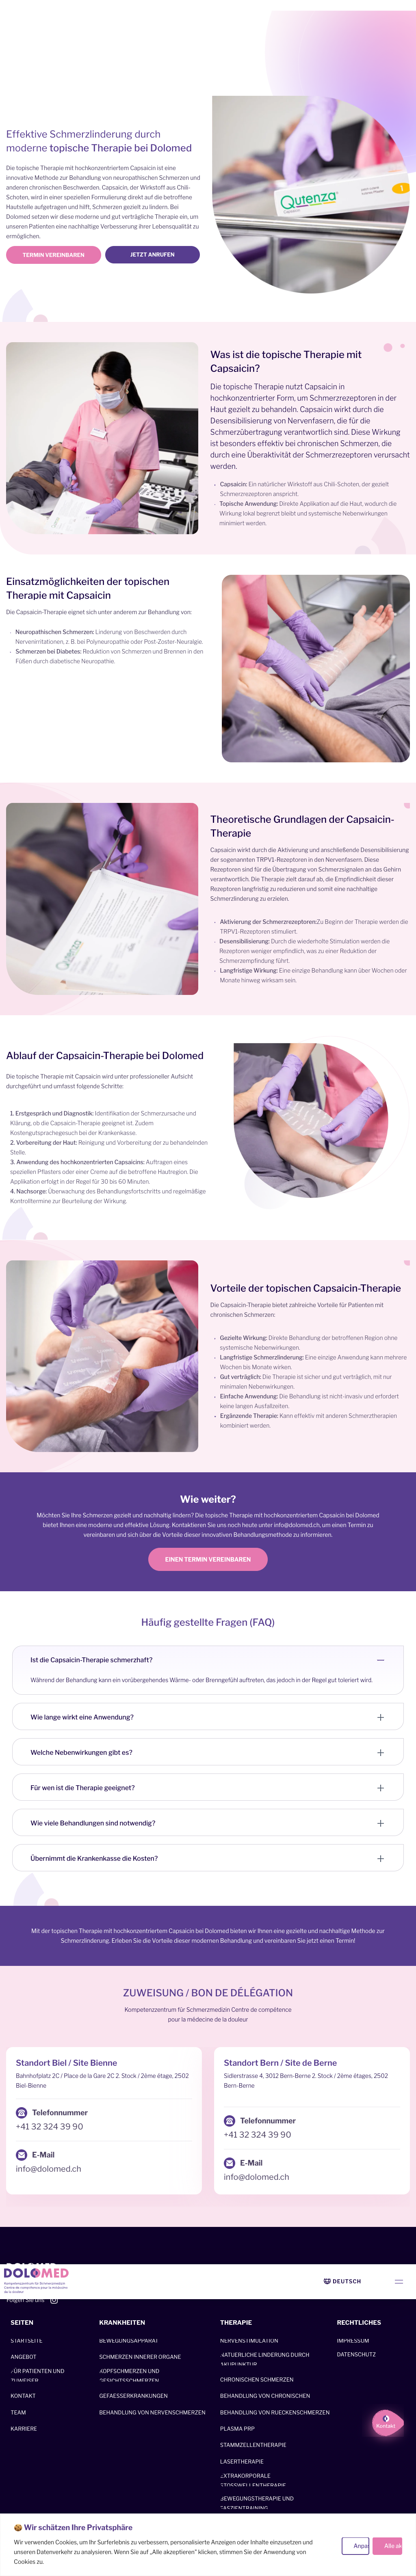 Effektive Schmerzlinderung durch
moderne topische Therapie bei Dolomed
Die topische Therapie mit hochkonzentriertem Capsaicin ist eine
innovative Methode zur Behandlung von neuropathischen Schmerzen und
anderen chronischen Beschwerden. Capsaicin, der Wirkstoff aus Chili-
Schoten, wird in einer speziellen Formulierung direkt auf die betroffene
Hautstelle aufgetragen und hilft, Schmerzen gezielt zu lindern. Bei
Dolomed setzen wir diese moderne und gut verträgliche Therapie ein, um
unseren Patienten eine nachhaltige Verbesserung ihrer Lebensqualität zu
ermöglichen.
TERMIN VEREINBAREN
JETZT ANRUFEN
Qutenza
1
Was ist die topische Therapie mit
Capsaicin?
Die topische Therapie nutzt Capsaicin in
hochkonzentrierter Form, um Schmerzrezeptoren in der
Haut gezielt zu behandeln. Capsaicin wirkt durch die
Desensibilisierung von Nervenfasern, die für die
Schmerzübertragung verantwortlich sind. Diese Wirkung
ist besonders effektiv bei chronischen Schmerzen, die
durch eine Überaktivität der Schmerzrezeptoren verursacht
werden.
Capsaicin: Ein natürlicher Wirkstoff aus Chili-Schoten, der gezielt
Schmerzrezeptoren anspricht.
Topische Anwendung: Direkte Applikation auf die Haut, wodurch die
Wirkung lokal begrenzt bleibt und systemische Nebenwirkungen
minimiert werden.
Einsatzmöglichkeiten der topischen
Therapie mit Capsaicin
Die Capsaicin-Therapie eignet sich unter anderem zur Behandlung von:
Neuropathischen Schmerzen: Linderung von Beschwerden durch
Nervenirritationen, z. B. bei Polyneuropathie oder Post-Zoster-Neuralgie.
Schmerzen bei Diabetes: Reduktion von Schmerzen und Brennen in den
Füßen durch diabetische Neuropathie.
Theoretische Grundlagen der Capsaicin-
Therapie
Capsaicin wirkt durch die Aktivierung und anschließende Desensibilisierung
der sogenannten TRPV1-Rezeptoren in den Nervenfasern. Diese
Rezeptoren sind für die Übertragung von Schmerzsignalen an das Gehirn
verantwortlich. Die Therapie zielt darauf ab, die Empfindlichkeit dieser
Rezeptoren langfristig zu reduzieren und somit eine nachhaltige
Schmerzlinderung zu erzielen.
Aktivierung der Schmerzrezeptoren:Zu Beginn der Therapie werden die
TRPV1-Rezeptoren stimuliert.
Desensibilisierung: Durch die wiederholte Stimulation werden die
Rezeptoren weniger empfindlich, was zu einer Reduktion der
Schmerzempfindung führt.
Langfristige Wirkung: Eine einzige Behandlung kann über Wochen oder
Monate hinweg wirksam sein.
Ablauf der Capsaicin-Therapie bei Dolomed
Die topische Therapie mit Capsaicin wird unter professioneller Aufsicht
durchgeführt und umfasst folgende Schritte:
1. Erstgespräch und Diagnostik: Identifikation der Schmerzursache und
Klärung, ob die Capsaicin-Therapie geeignet ist. Zudem
Kostengutsprachegesuch bei der Krankenkasse.
2. Vorbereitung der Haut: Reinigung und Vorbereitung der zu behandelnden
Stelle.
3. Anwendung des hochkonzentrierten Capsaicins: Auftragen eines
speziellen Pflasters oder einer Creme auf die betroffene Hautregion. Die
Applikation erfolgt in der Regel für 30 bis 60 Minuten.
4. Nachsorge: Überwachung des Behandlungsfortschritts und regelmäßige
Kontrolltermine zur Beurteilung der Wirkung.
Vorteile der topischen Capsaicin-Therapie
Die Capsaicin-Therapie bietet zahlreiche Vorteile für Patienten mit
chronischen Schmerzen:
Gezielte Wirkung: Direkte Behandlung der betroffenen Region ohne
systemische Nebenwirkungen.
Langfristige Schmerzlinderung: Eine einzige Anwendung kann mehrere
Wochen bis Monate wirken.
Gut verträglich: Die Therapie ist sicher und gut verträglich, mit nur
minimalen Nebenwirkungen.
Einfache Anwendung: Die Behandlung ist nicht-invasiv und erfordert
keine langen Ausfallzeiten.
Ergänzende Therapie: Kann effektiv mit anderen Schmerztherapien
kombiniert werden.
Wie weiter?
Möchten Sie Ihre Schmerzen gezielt und nachhaltig lindern? Die topische Therapie mit hochkonzentriertem Capsaicin bei Dolomed
bietet Ihnen eine moderne und effektive Lösung. Kontaktieren Sie uns noch heute unter info@dolomed.ch, um einen Termin zu
vereinbaren und sich über die Vorteile dieser innovativen Behandlungsmethode zu informieren.
EINEN TERMIN VEREINBAREN
Häufig gestellte Fragen (FAQ)
Ist die Capsaicin-Therapie schmerzhaft?
Während der Behandlung kann ein vorübergehendes Wärme- oder Brenngefühl auftreten, das jedoch in der Regel gut toleriert wird.
Wie lange wirkt eine Anwendung?
Welche Nebenwirkungen gibt es?
Für wen ist die Therapie geeignet?
Wie viele Behandlungen sind notwendig?
Übernimmt die Krankenkasse die Kosten?
Mit der topischen Therapie mit hochkonzentriertem Capsaicin bei Dolomed bieten wir Ihnen eine gezielte und nachhaltige Methode zur
Schmerzlinderung. Erleben Sie die Vorteile dieser modernen Behandlung und vereinbaren Sie jetzt einen Termin!
ZUWEISUNG / BON DE DÉLÉGATION
Kompetenzzentrum für Schmerzmedizin Centre de compétence
pour la médecine de la douleur
Standort Biel / Site Bienne
Bahnhofplatz 2C / Place de la Gare 2C 2. Stock / 2ème étage, 2502
Biel-Bienne
Telefonnummer
+41 32 324 39 90
E-Mail
info@dolomed.ch
Standort Bern / Site de Berne
Sidlerstrasse 4, 3012 Bern-Berne 2. Stock / 2ème étages, 2502
Bern-Berne
Telefonnummer
+41 32 324 39 90
E-Mail
info@dolomed.ch
DOLOMED
Kompetenzzentrum für Schmerzmedizin
Centre de compétence pour la médecine
de la douleur
DEUTSCH
Folgen Sie uns
SEITEN
STARTSEITE
ANGEBOT
FÜR PATIENTEN UND
ZUWEISER
KONTAKT
TEAM
KARRIERE
KRANKHEITEN
BEWEGUNGSAPPARAT
SCHMERZEN INNERER ORGANE
KOPFSCHMERZEN UND
GESICHTSSCHMERZEN
GEFAESSERKRANKUNGEN
BEHANDLUNG VON NERVENSCHMERZEN
THERAPIE
NERVENSTIMULATION
NATUERLICHE LINDERUNG DURCH
AKUPUNKTUR
CHRONISCHEN SCHMERZEN
BEHANDLUNG VON CHRONISCHEN
BEHANDLUNG VON RUECKENSCHMERZEN
PLASMA PRP
STAMMZELLENTHERAPIE
LASERTHERAPIE
EXTRAKORPORALE
STOSSWELLENTHERAPIE
BEWEGUNGSTHERAPIE UND
FASZIENTRAINING
RECHTLICHES
IMPRESSUM
DATENSCHUTZ
Kontakt
Wir schätzen Ihre Privatsphäre
Wir verwenden Cookies, um Ihr Surferlebnis zu verbessern, personalisierte Anzeigen oder Inhalte einzusetzen und
unseren Datenverkehr zu analysieren. Wenn Sie auf „Alle akzeptieren" klicken, stimmen Sie der Anwendung von
Cookies zu.
Anpa
Alle ak